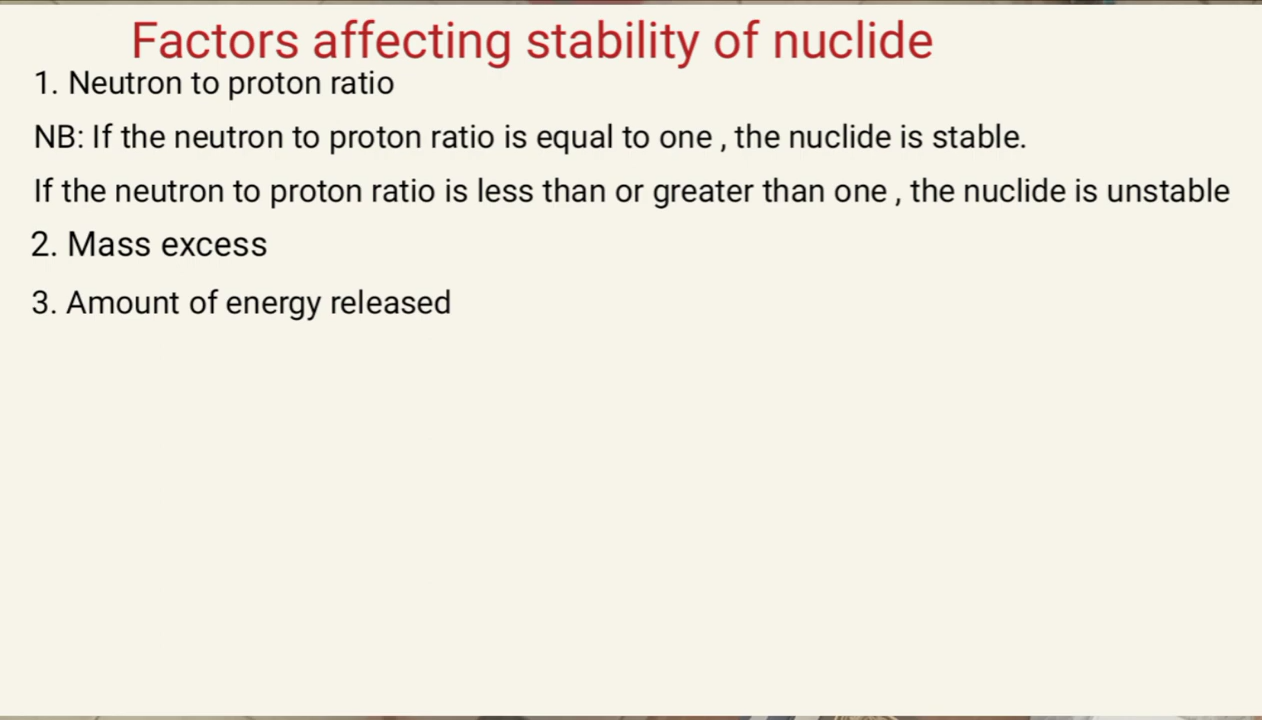 Factors affecting stability of nuclide
1. Neutron to proton ratio
NB: If the neutron to proton ratio is equal to one , the nuclide is stable.
If the neutron to proton ratio is less than or greater than one , the nuclide is unstable
2. Mass excess
3. Amount of energy released